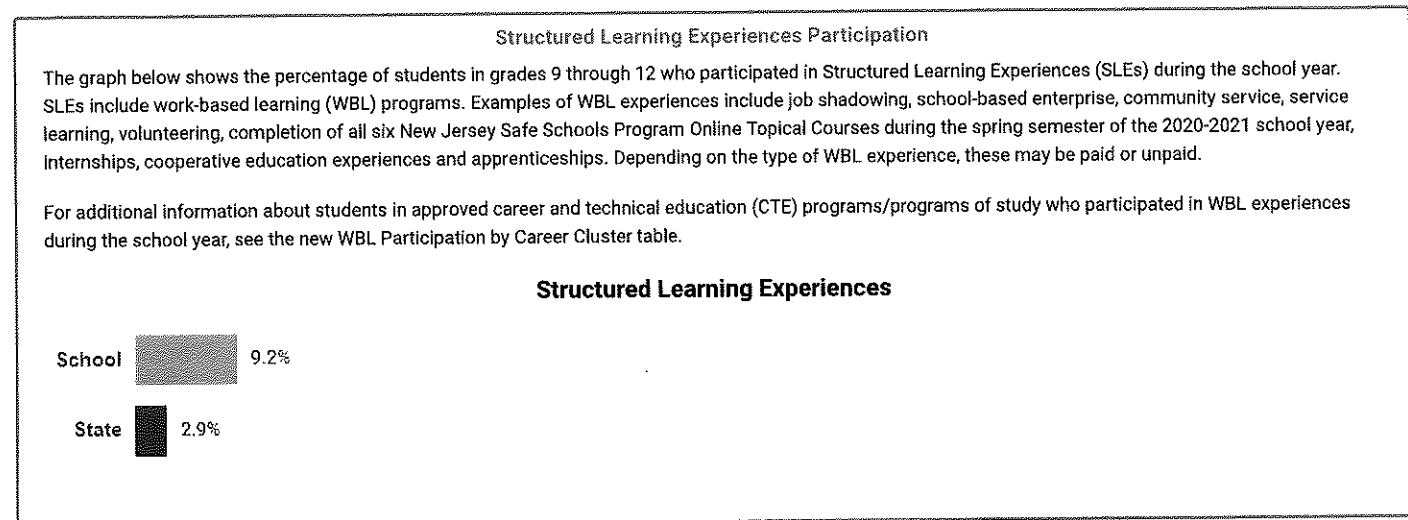 Structured Learning Experiences Participation
The graph below shows the percentage of students in grades 9 through 12 who participated in Structured Learning Experiences (SLEs) during the school year.
SLEs include work-based learning (WBL) programs. Examples of WBL experiences include job shadowing, school-based enterprise, community service, service
learning, volunteering, completion of all six New Jersey Safe Schools Program Online Topical Courses during the spring semester of the 2020-2021 school year,
internships, cooperative education experiences and apprenticeships. Depending on the type of WBL experience, these may be paid or unpaid.
For additional information about students in approved career and technical education (CTE) programs/programs of study who participated in WBL experiences
during the school year, see the new WBL Participation by Career Cluster table.
Structured Learning Experiences
School 9.2%
State 2.9%